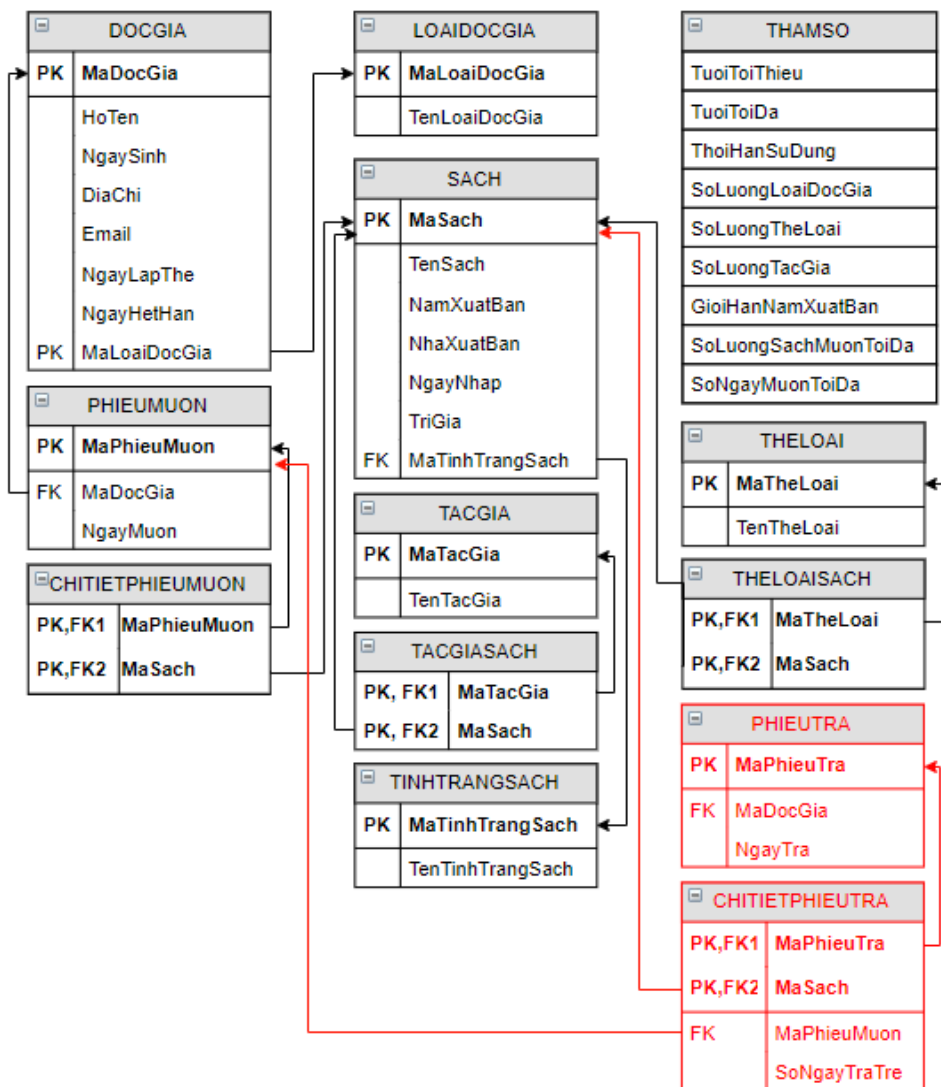 DOCGIA
PK MaDocGia
HoTen
NgaySinh
DiaChi
Email
NgayLapThe
NgayHetHan
PK MaLoaiDocGia
PHIEUMUON
PK MaPhieuMuon
FK MaDocGia
NgayMuon
CHITIETPHIEUMUON
PK,FK1 MaPhieuMuon
PK,FK2 MaSach
LOAIDOCGIA
PK MaLoaiDocGia
TenLoaiDocGia
SACH
PK MaSach
TenSach
NamXuatBan
NhaXuatBan
NgayNhap
TriGia
FK MaTinhTrangSach
TACGIA
PK MaTacGia
TenTacGia
TACGIASACH
PK, FK1 MaTacGia
PK, FK2 MaSach
TINHTRANGSACH
PK MaTinhTrangSach
TenTinhTrangSach
THAMSO
TuoiToiThieu
TuoiToiDa
ThoiHanSuDung
SoLuongLoaiDocGia
SoLuongTheLoai
SoLuongTacGia
GioiHanNamXuatBan
SoLuongSachMuonToiDa
SoNgayMuonToiDa
THELOAI
PK MaTheLoai
TenTheLoai
THELOAISACH
PK,FK1 MaTheLoai
PK,FK2 MaSach
PHIEUTRA
PK MaPhieuTra
FK MaDocGia
NgayTra
CHITIETPHIEUTRA
PK,FK1 MaPhieuTra
PK,FK2 MaSach
FK MaPhieuMuon
SoNgayTraTre